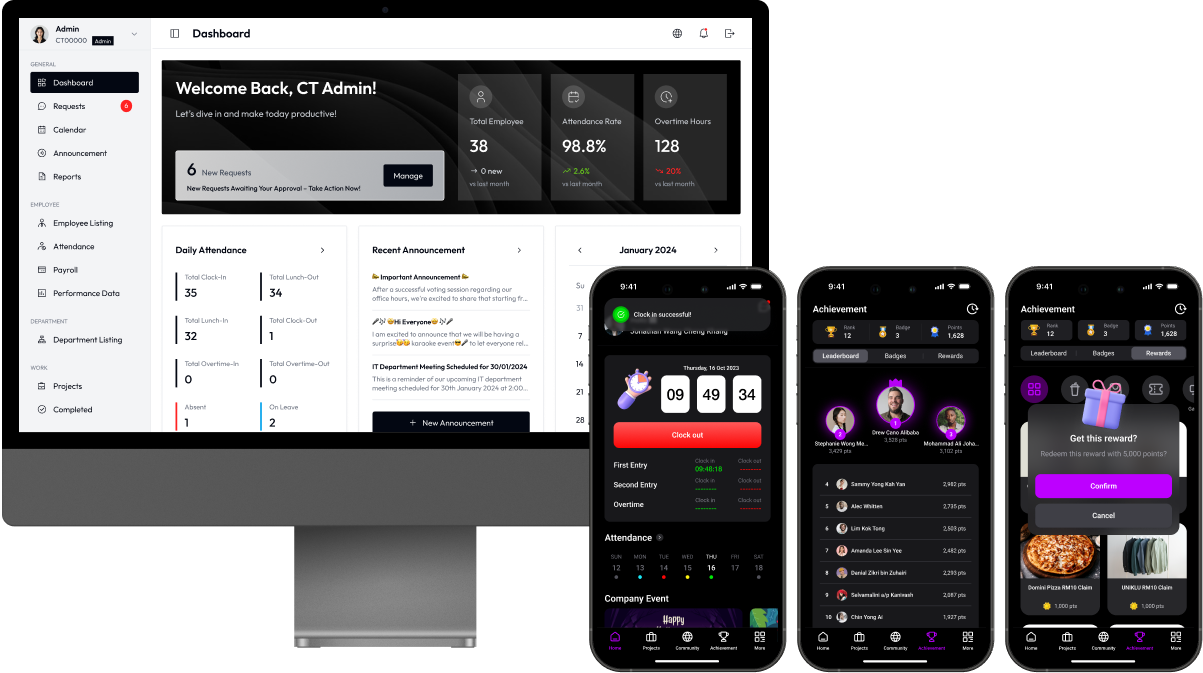 Admin
CT00000 Admin
GENERAL
Dashboard
Requests 6
Calendar
Announcement
Reports
EMPLOYEE
Employee Listing
Attendance
Payroll
Performance Data
DEPARTMENT
Department Listing
WORK
Projects
Completed
Dashboard
Welcome Back, CT Admin!
Let's dive in and make today productive!
6 New Requests
New Requests Awaiting Your Approval – Take Action Now!
Manage
Total Employee
38
0 new
vs last month
Attendance Rate
98.8%
2.6%
vs last month
Overtime Hours
128
20%
vs last month
Daily Attendance
Total Clock-In
35
Total Lunch-Out
34
Total Lunch-In
32
Total Clock-Out
1
Total Overtime-In
0
Total Overtime-Out
0
Absent
1
On Leave
2
Recent Announcement
Important Announcement
After a successful voting session regarding our
office hours, we're excited to share that starting fr...
Hi Everyone
I am excited to announce that we will be having a
surprise karaoke event to let everyone rel...
IT Department Meeting Scheduled for 30/01/2024
This is a reminder of our upcoming IT department
meeting scheduled for 30th January 2024 at 2:00...
+ New Announcement
January 2024
Su
31
7
14
21
28
9:41
Clock in successful!
Jonathan Wang Cheng Khang
Thursday, 16 Oct 2023
09 49 34
Clock out
First Entry
Clock in
09:48:18
Clock out
Second Entry
Clock in
Clock out
Overtime
Clock in
Clock out
Attendance
SUN MON TUE WED THU FRI SAT
12 13 14 15 16 17 18
Company Event
Happy
Home Projects Community Achievement More
9:41
Achievement
Rank
12
Badge
3
Points
1,628
Leaderboard Badges Rewards
2
Stephanie Wong Me...
3,429 pts
1
Drew Cano Alibaba
3,528 pts
3
Mohammad Ali Joha...
3,102 pts
4 Sammy Yong Kah Yan 2,982 pts
5 Alec Whitten 2,735 pts
6 Lim Kok Tong 2,503 pts
7 Amanda Lee Sin Yee 2,482 pts
8 Danial Zikri bin Zuhairi 2,293 pts
9 Selvamalini a/p Kanivash 2,087 pts
10 Chin Yong Ai 1,927 pts
Home Projects Community Achievement More
9:41
Achievement
Rank
12
Badge
3
Points
1,628
Leaderboard Badges Rewards
Get this reward?
Redeem this reward with 5,000 points?
Confirm
Cancel
Domini Pizza RM10 Claim
1,000 pts
UNIKLU RM10 Claim
1,000 pts
Home Projects Community Achievement More